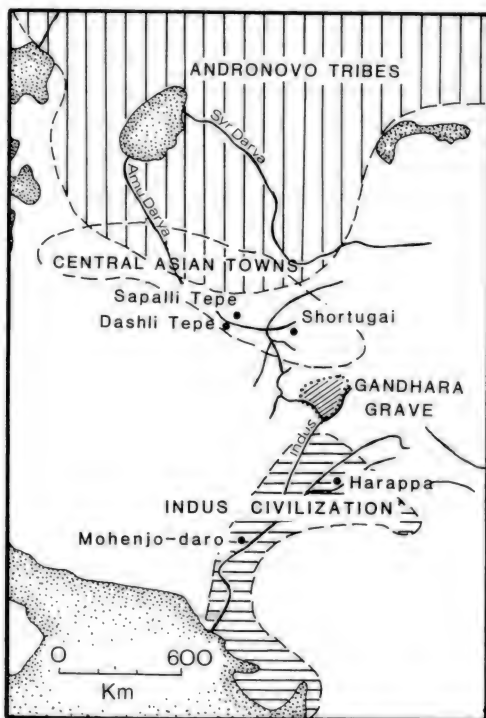 ANDRONOVO TRIBES
Syr Darya
Amu Darya
CENTRAL ASIAN TOWNS
Sapalli Tepe
Dashli Tepe
Shortugai
GANDHARA
GRAVE
Indus
Harappa
INDUS CIVILIZATION
Mohenjo-daro
0 600
Km